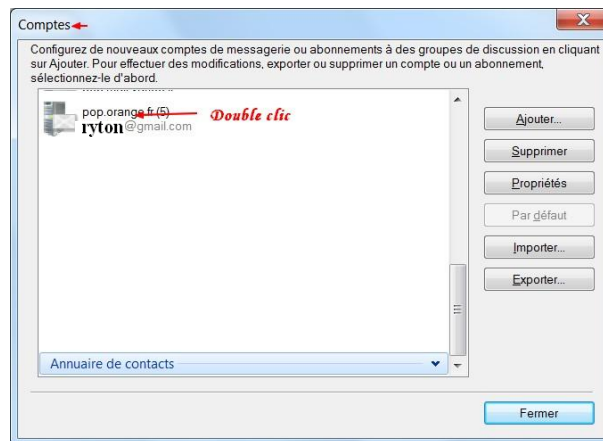 Comptes
Configurez de nouveaux comptes de messagerie ou abonnements à des groupes de discussion en cliquant
sur Ajouter. Pour effectuer des modifications, exporter ou supprimer un compte ou un abonnement,
sélectionnez-le d'abord.
pop.orange.fr (5) Double clic
ryton@gmail.com
Ajouter...
Supprimer
Propriétés
Par défaut
Importer...
Exporter...
Annuaire de contacts
Fermer